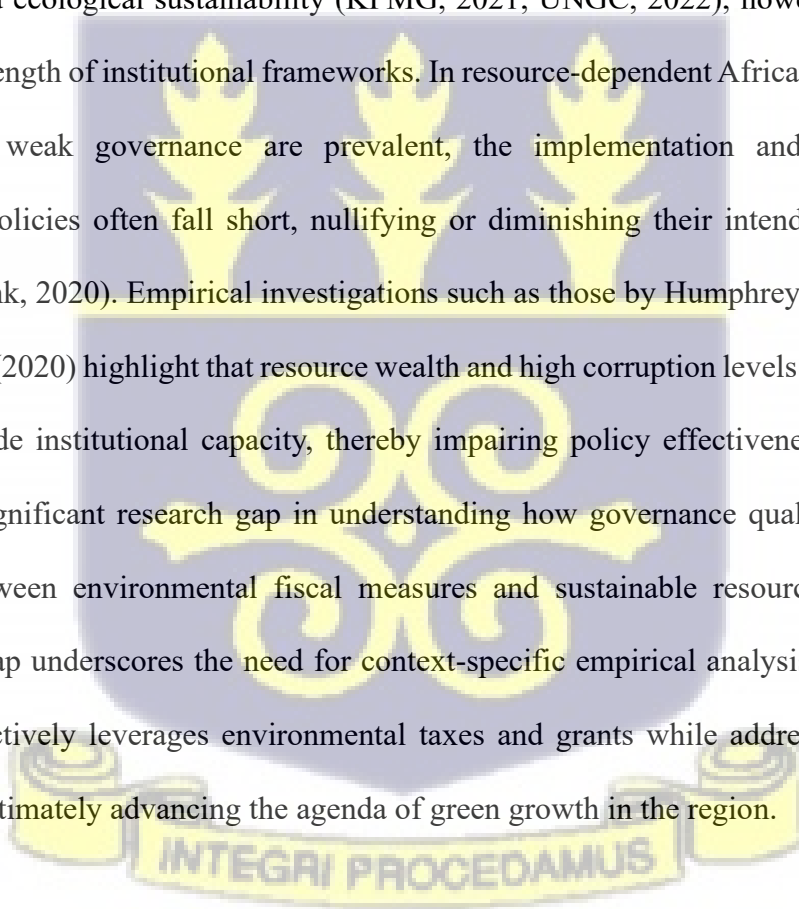 ecological sustainability (KPMG, 2021; UNGC, 2022), howe
ength of institutional frameworks. In resource-dependent Africa
weak governance are prevalent, the implementation and
olicies often fall short, nullifying or diminishing their intend
nk, 2020). Empirical investigations such as those by Humphrey
(2020) highlight that resource wealth and high corruption levels
de institutional capacity, thereby impairing policy effectivene
gnificant research gap in understanding how governance qual
ween environmental fiscal measures and sustainable resourc
ap underscores the need for context-specific empirical analysi
ctively leverages environmental taxes and grants while addre
timately advancing the agenda of green growth in the region.
INTEGRI PROCEDAMUS